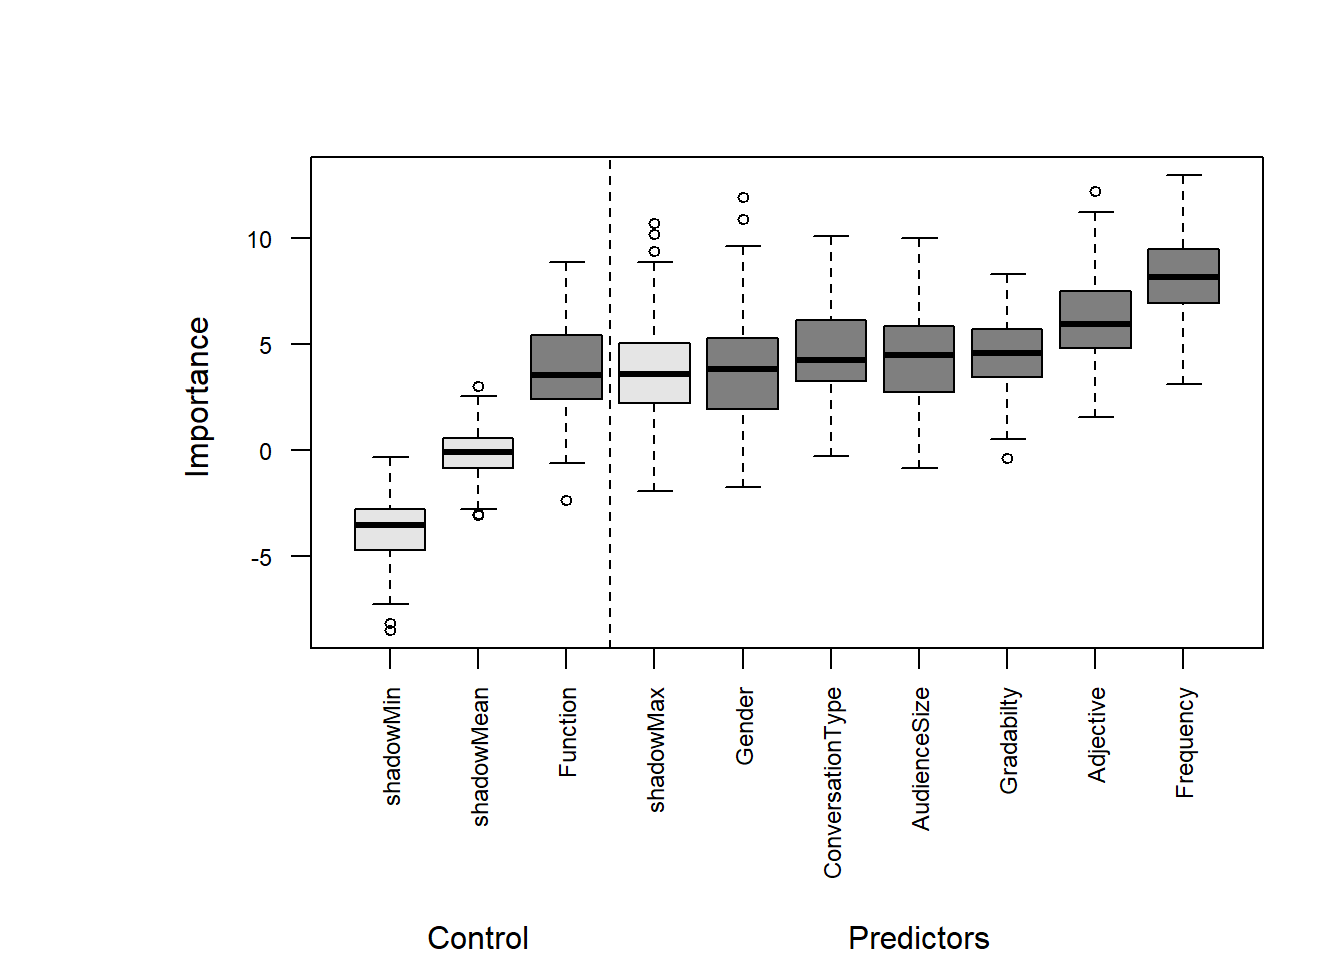 Importance
10
5
0
-5
shadowMin
shadowMean
Function
shadowMax
Gender
ConversationType
AudienceSize
Gradabilty
Adjective
Frequency
Control
Predictors